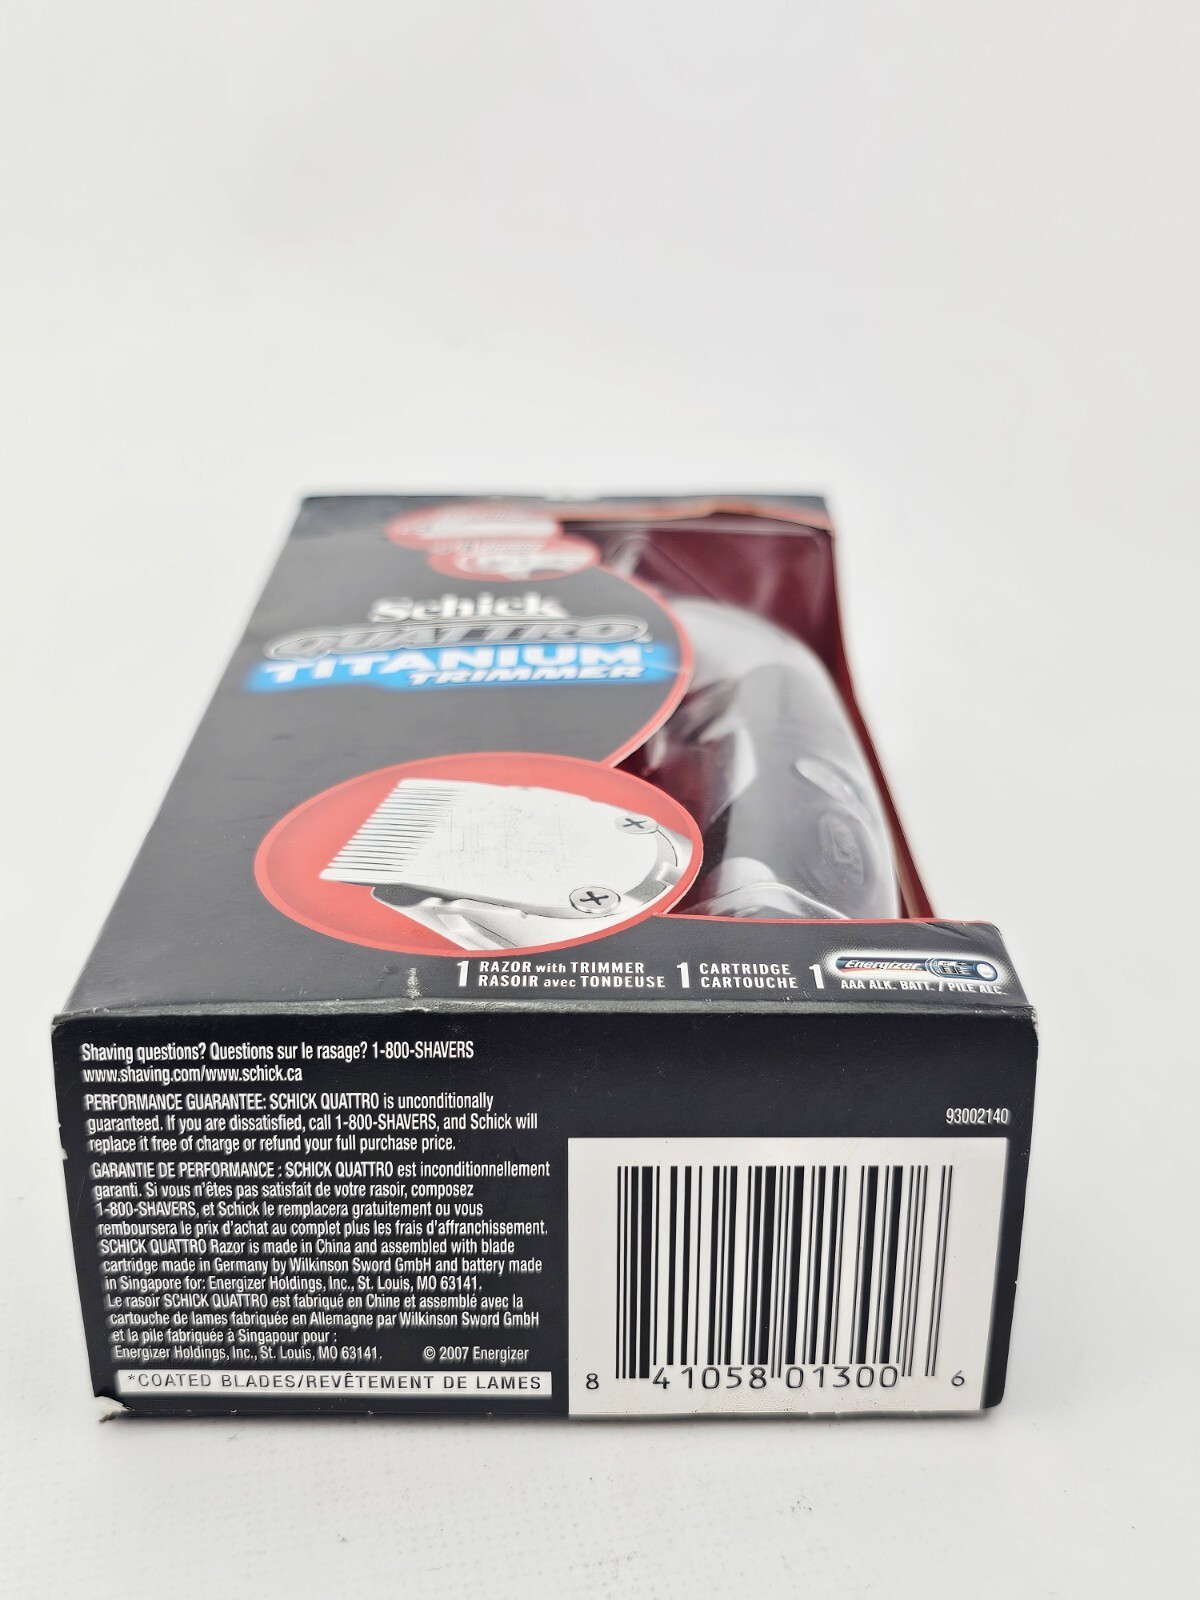 Schick
QUATTRO
TITANIUM
TRIMMER
1 RAZOR with TRIMMER
RASOIR avec TONDEUSE
1 CARTRIDGE
CARTOUCHE
1 Energizer
AAA ALK. BATT. / PILE ALC.
Shaving questions? Questions sur le rasage? 1-800-SHAVERS
www.shaving.com/www.schick.ca
PERFORMANCE GUARANTEE: SCHICK QUATTRO is unconditionally
guaranteed. If you are dissatisfied, call 1-800-SHAVERS, and Schick will
replace it free of charge or refund your full purchase price.
GARANTIE DE PERFORMANCE : SCHICK QUATTRO est inconditionnellement
garanti. Si vous n'êtes pas satisfait de votre rasoir, composez
1-800-SHAVERS, et Schick le remplacera gratuitement ou vous
remboursera le prix d'achat au complet plus les frais d'affranchissement.
SCHICK QUATTRO Razor is made in China and assembled with blade
cartridge made in Germany by Wilkinson Sword GmbH and battery made
in Singapore for: Energizer Holdings, Inc., St. Louis, MO 63141.
Le rasoir SCHICK QUATTRO est fabriqué en Chine et assemblé avec la
cartouche de lames fabriquée en Allemagne par Wilkinson Sword GmbH
et la pile fabriquée à Singapour pour :
Energizer Holdings, Inc., St. Louis, MO 63141. © 2007 Energizer
*COATED BLADES/REVÊTEMENT DE LAMES
93002140
8 41058 01300 6